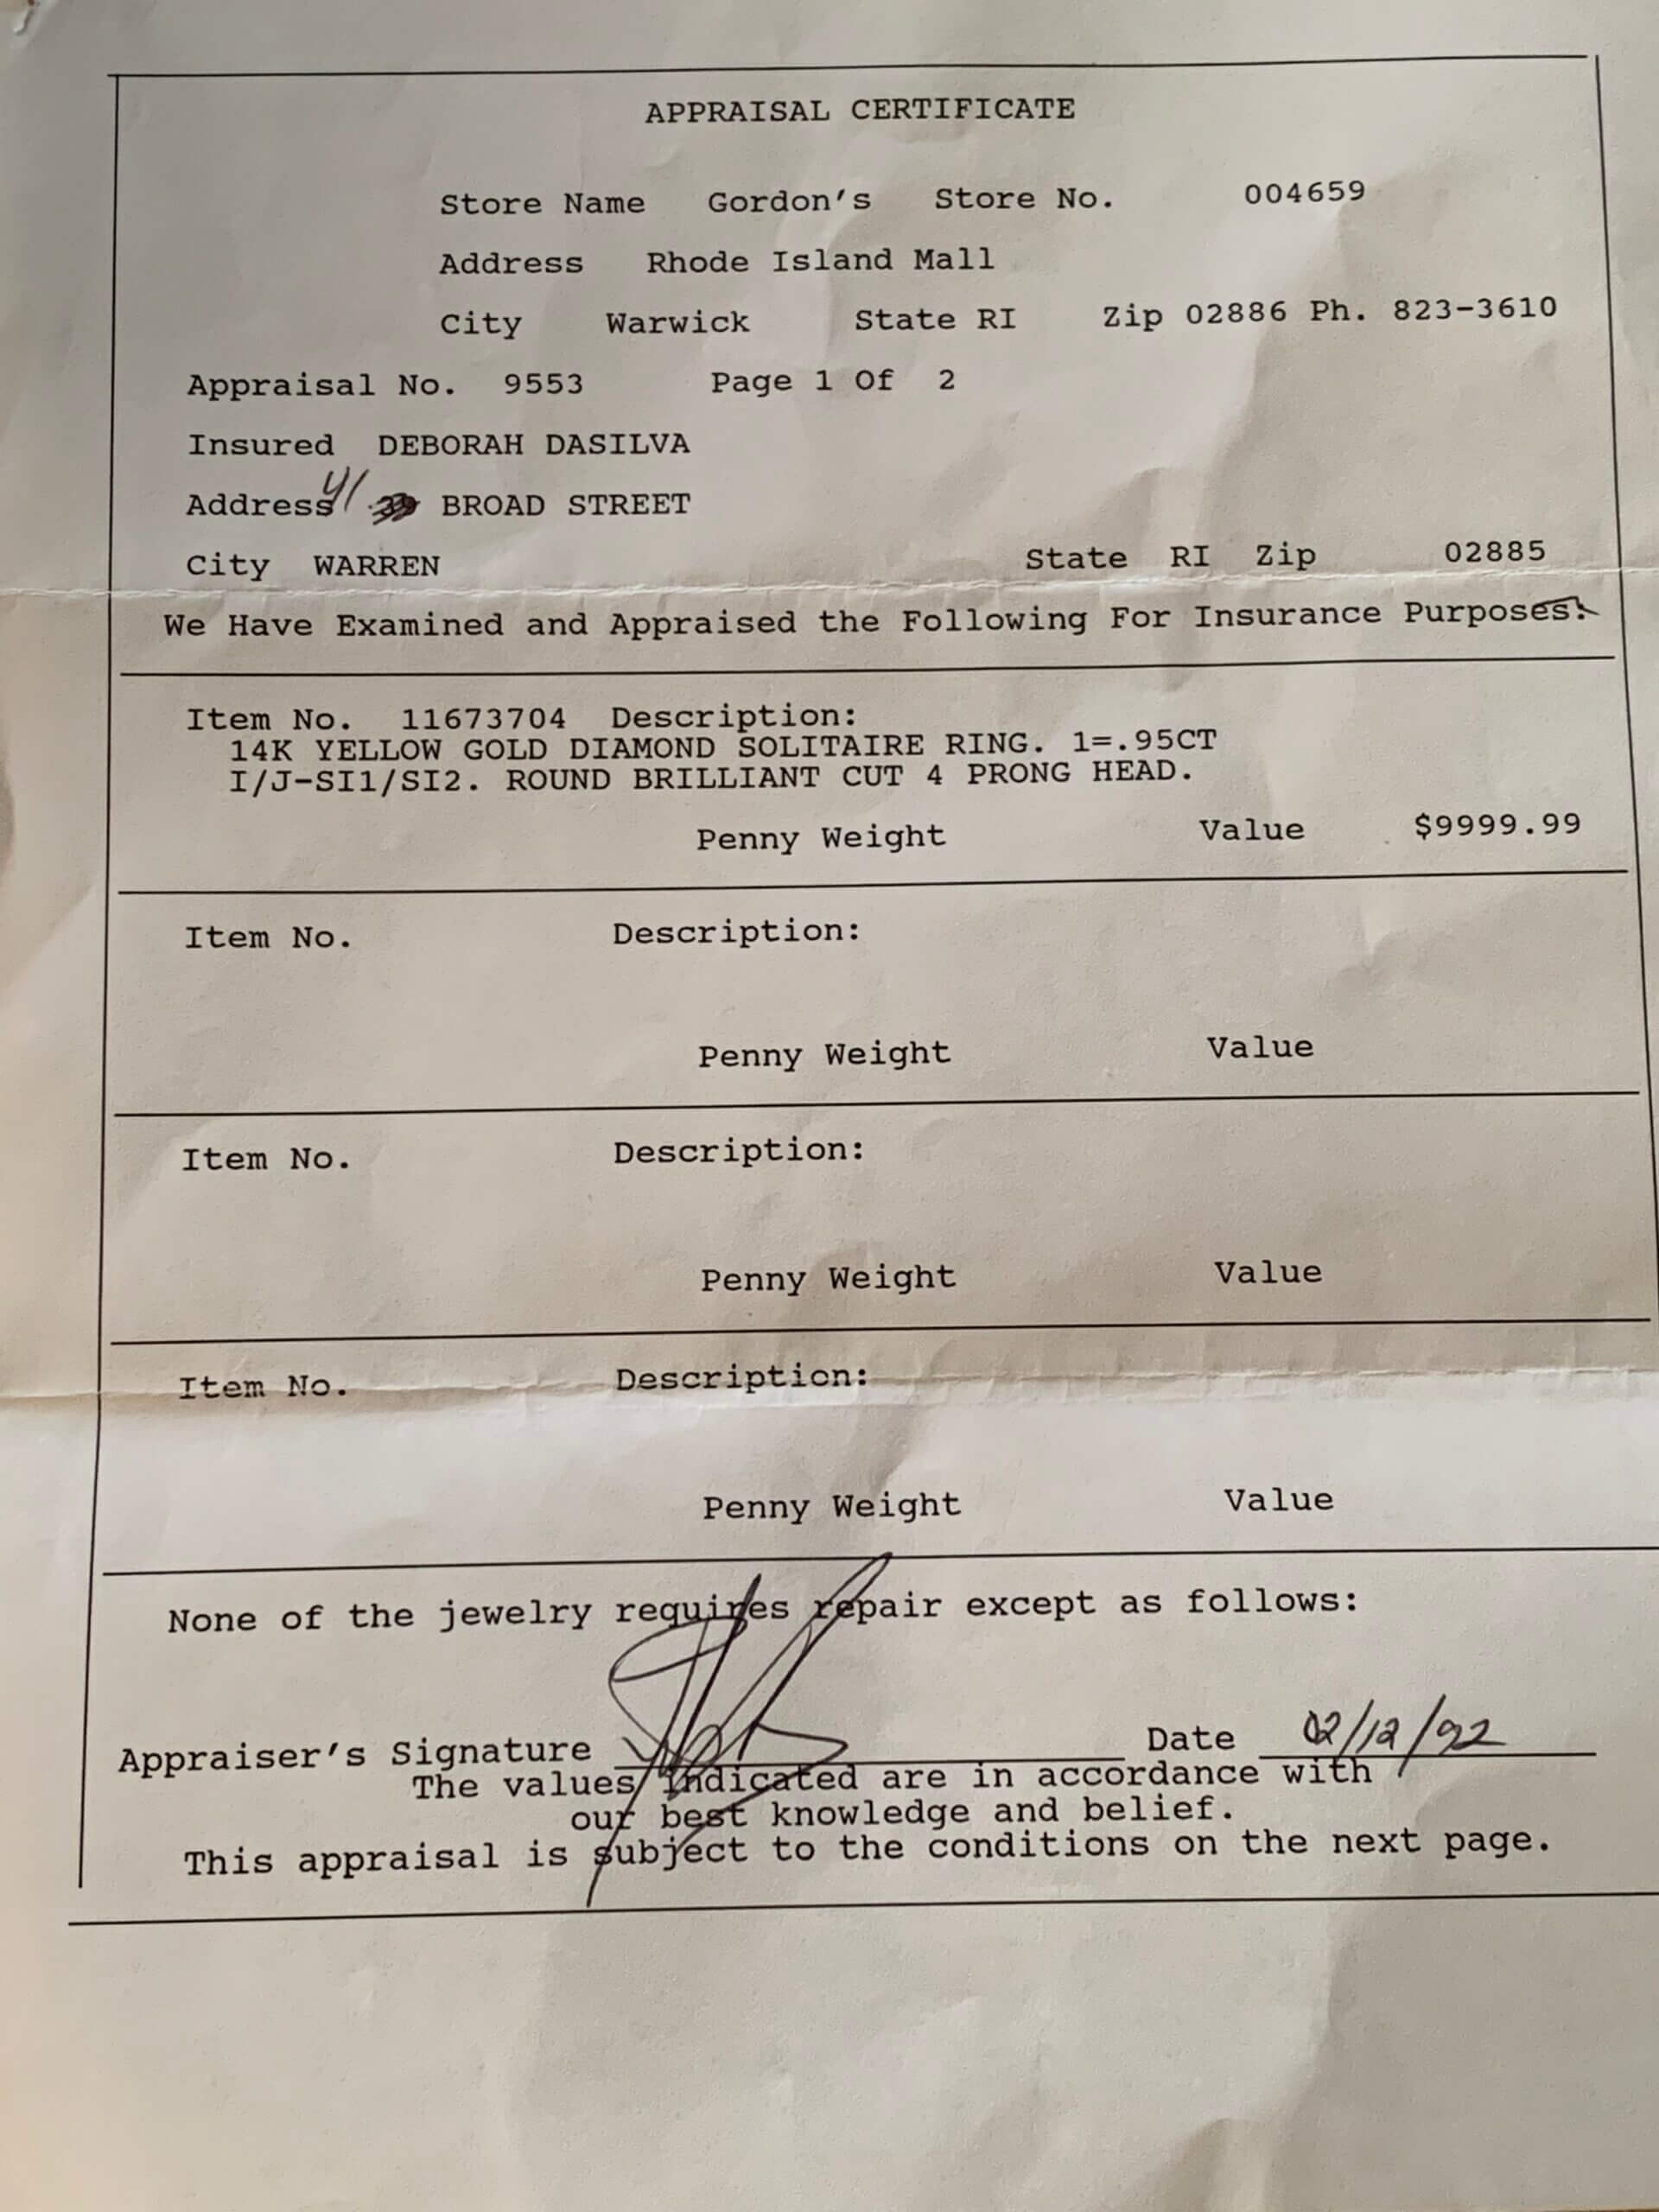 APPRAISAL CERTIFICATE
Store Name Gordon's Store No. 004659
Address Rhode Island Mall
City Warwick State RI Zip 02886 Ph. 823-3610
Appraisal No. 9553 Page 1 Of 2
Insured DEBORAH DASILVA
Address 41 BROAD STREET
City WARREN State RI Zip 02885
We Have Examined and Appraised the Following For Insurance Purposes:
Item No. 11673704 Description:
14K YELLOW GOLD DIAMOND SOLITAIRE RING. 1=.95CT
I/J-SI1/SI2. ROUND BRILLIANT CUT 4 PRONG HEAD.
Penny Weight Value $9999.99
Item No. Description:
Penny Weight Value
Item No. Description:
Penny Weight Value
Item No. Description:
Penny Weight Value
None of the jewelry requires repair except as follows:
Appraiser's Signature Date 02/12/92
The values indicated are in accordance with
our best knowledge and belief.
This appraisal is subject to the conditions on the next page.